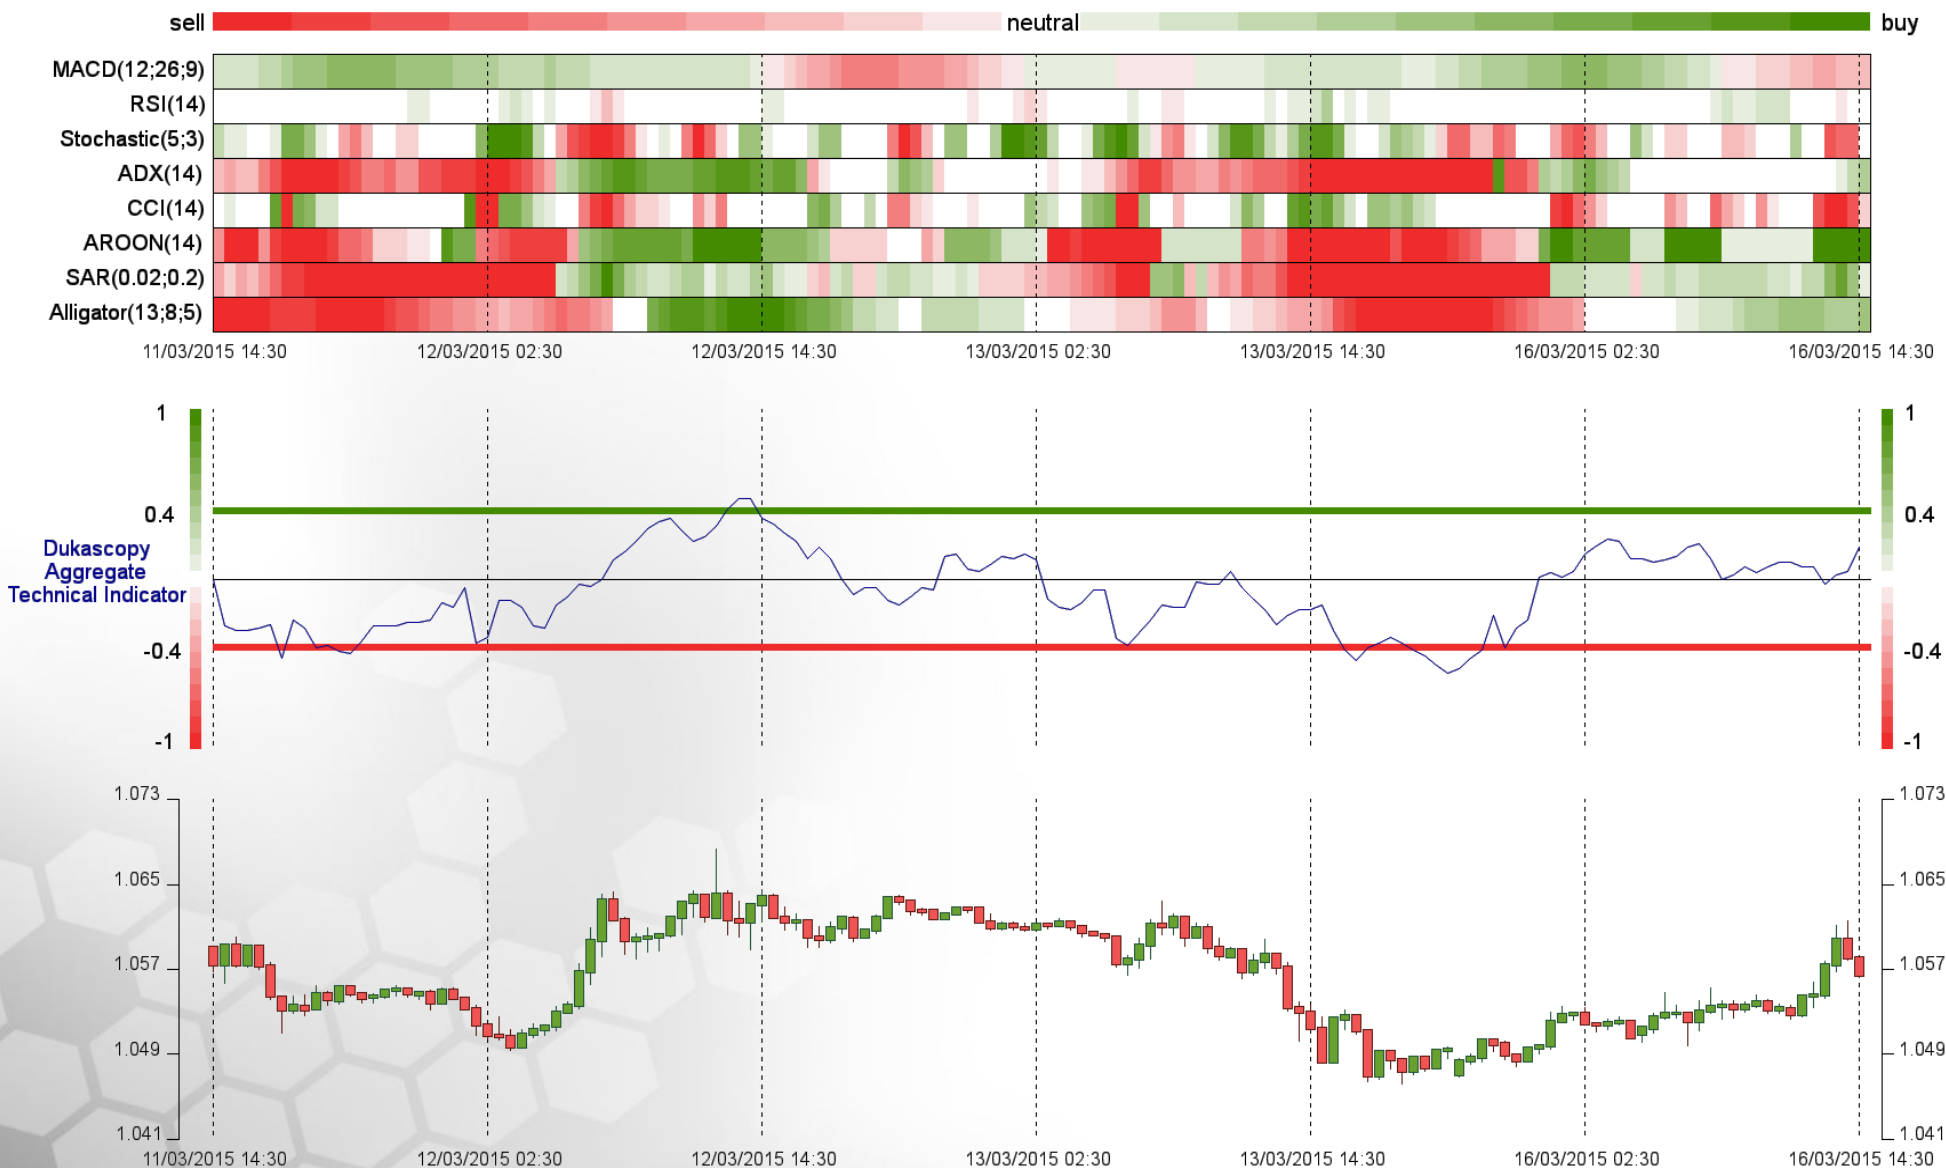 sell neutral buy
MACD(12;26;9)
RSI(14)
Stochastic(5;3)
ADX(14)
CCI(14)
AROON(14)
SAR(0.02;0.2)
Alligator(13;8;5)
11/03/2015 14:30 12/03/2015 02:30 12/03/2015 14:30 13/03/2015 02:30 13/03/2015 14:30 16/03/2015 02:30 16/03/2015 14:30
1 1
0.4 0.4
Dukascopy
Aggregate
Technical Indicator
-0.4 -0.4
-1 -1
1.073 1.073
1.065 1.065
1.057 1.057
1.049 1.049
1.041 1.041
11/03/2015 14:30 12/03/2015 02:30 12/03/2015 14:30 13/03/2015 02:30 13/03/2015 14:30 16/03/2015 02:30 16/03/2015 14:30